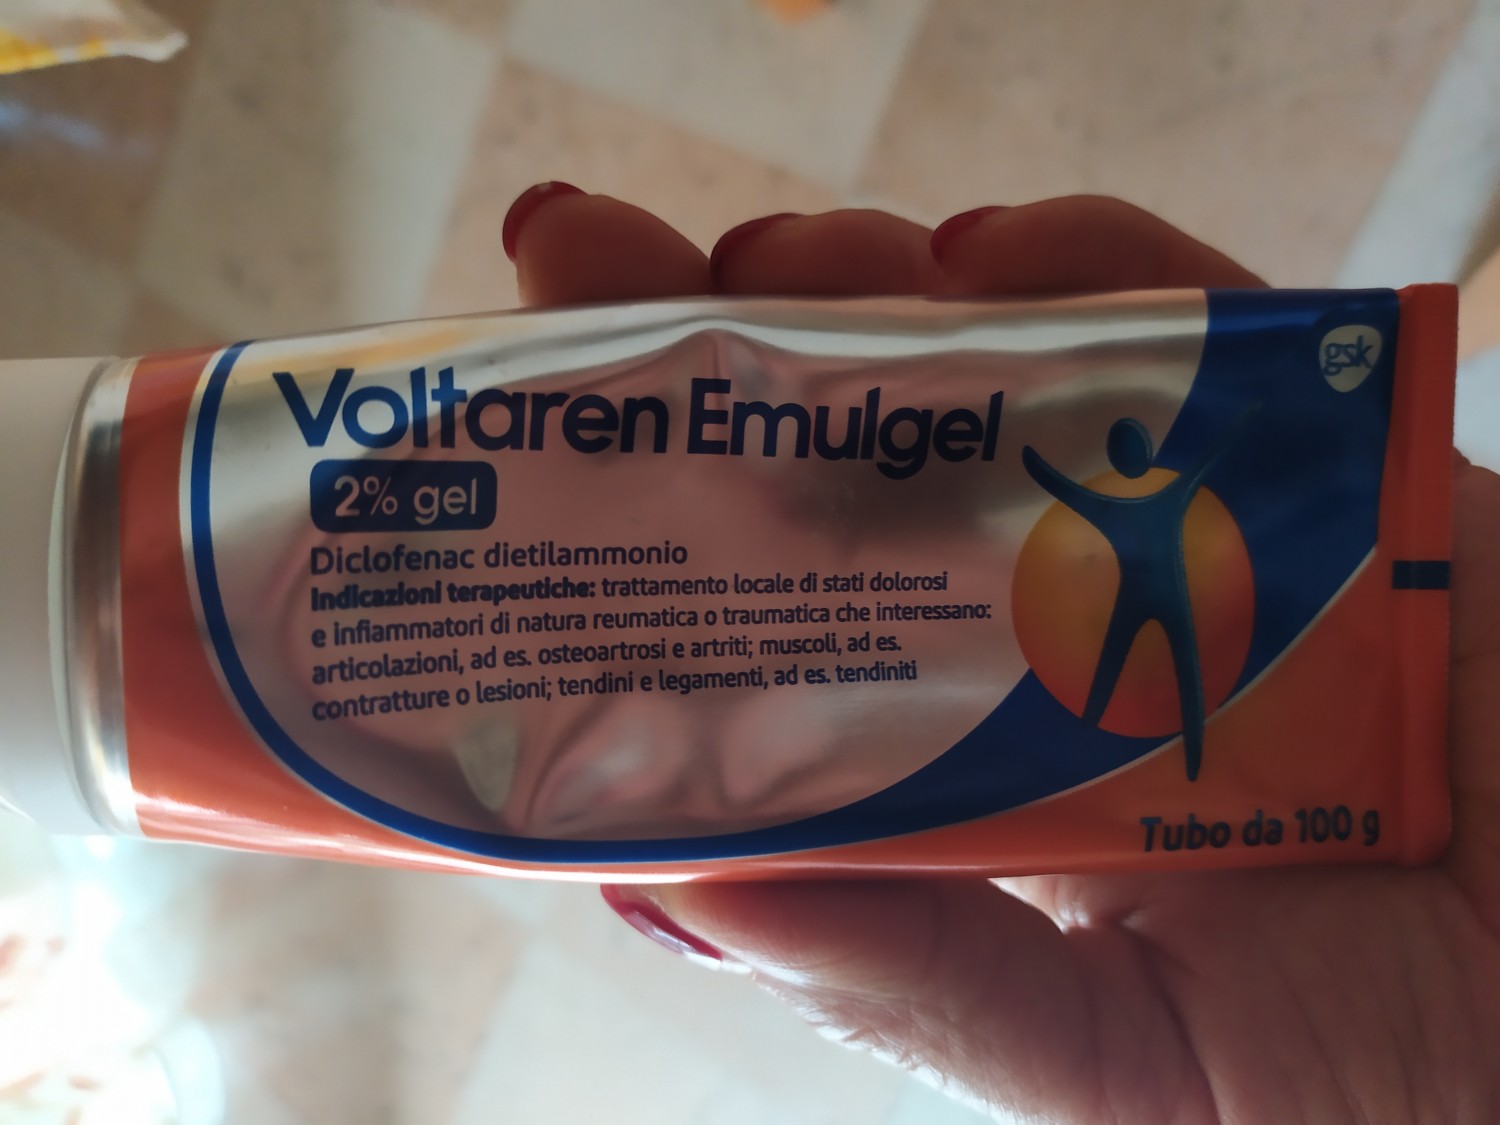 Voltaren Emulgel
2% gel
Diclofenac dietilammonio
Indicazioni terapeutiche: trattamento locale di stati dolorosi
e infiammatori di natura reumatica o traumatica che interessano:
articolazioni, ad es. osteoartrosi e artriti; muscoli, ad es.
contratture o lesioni; tendini e legamenti, ad es. tendiniti
gsk
Tubo da 100 g